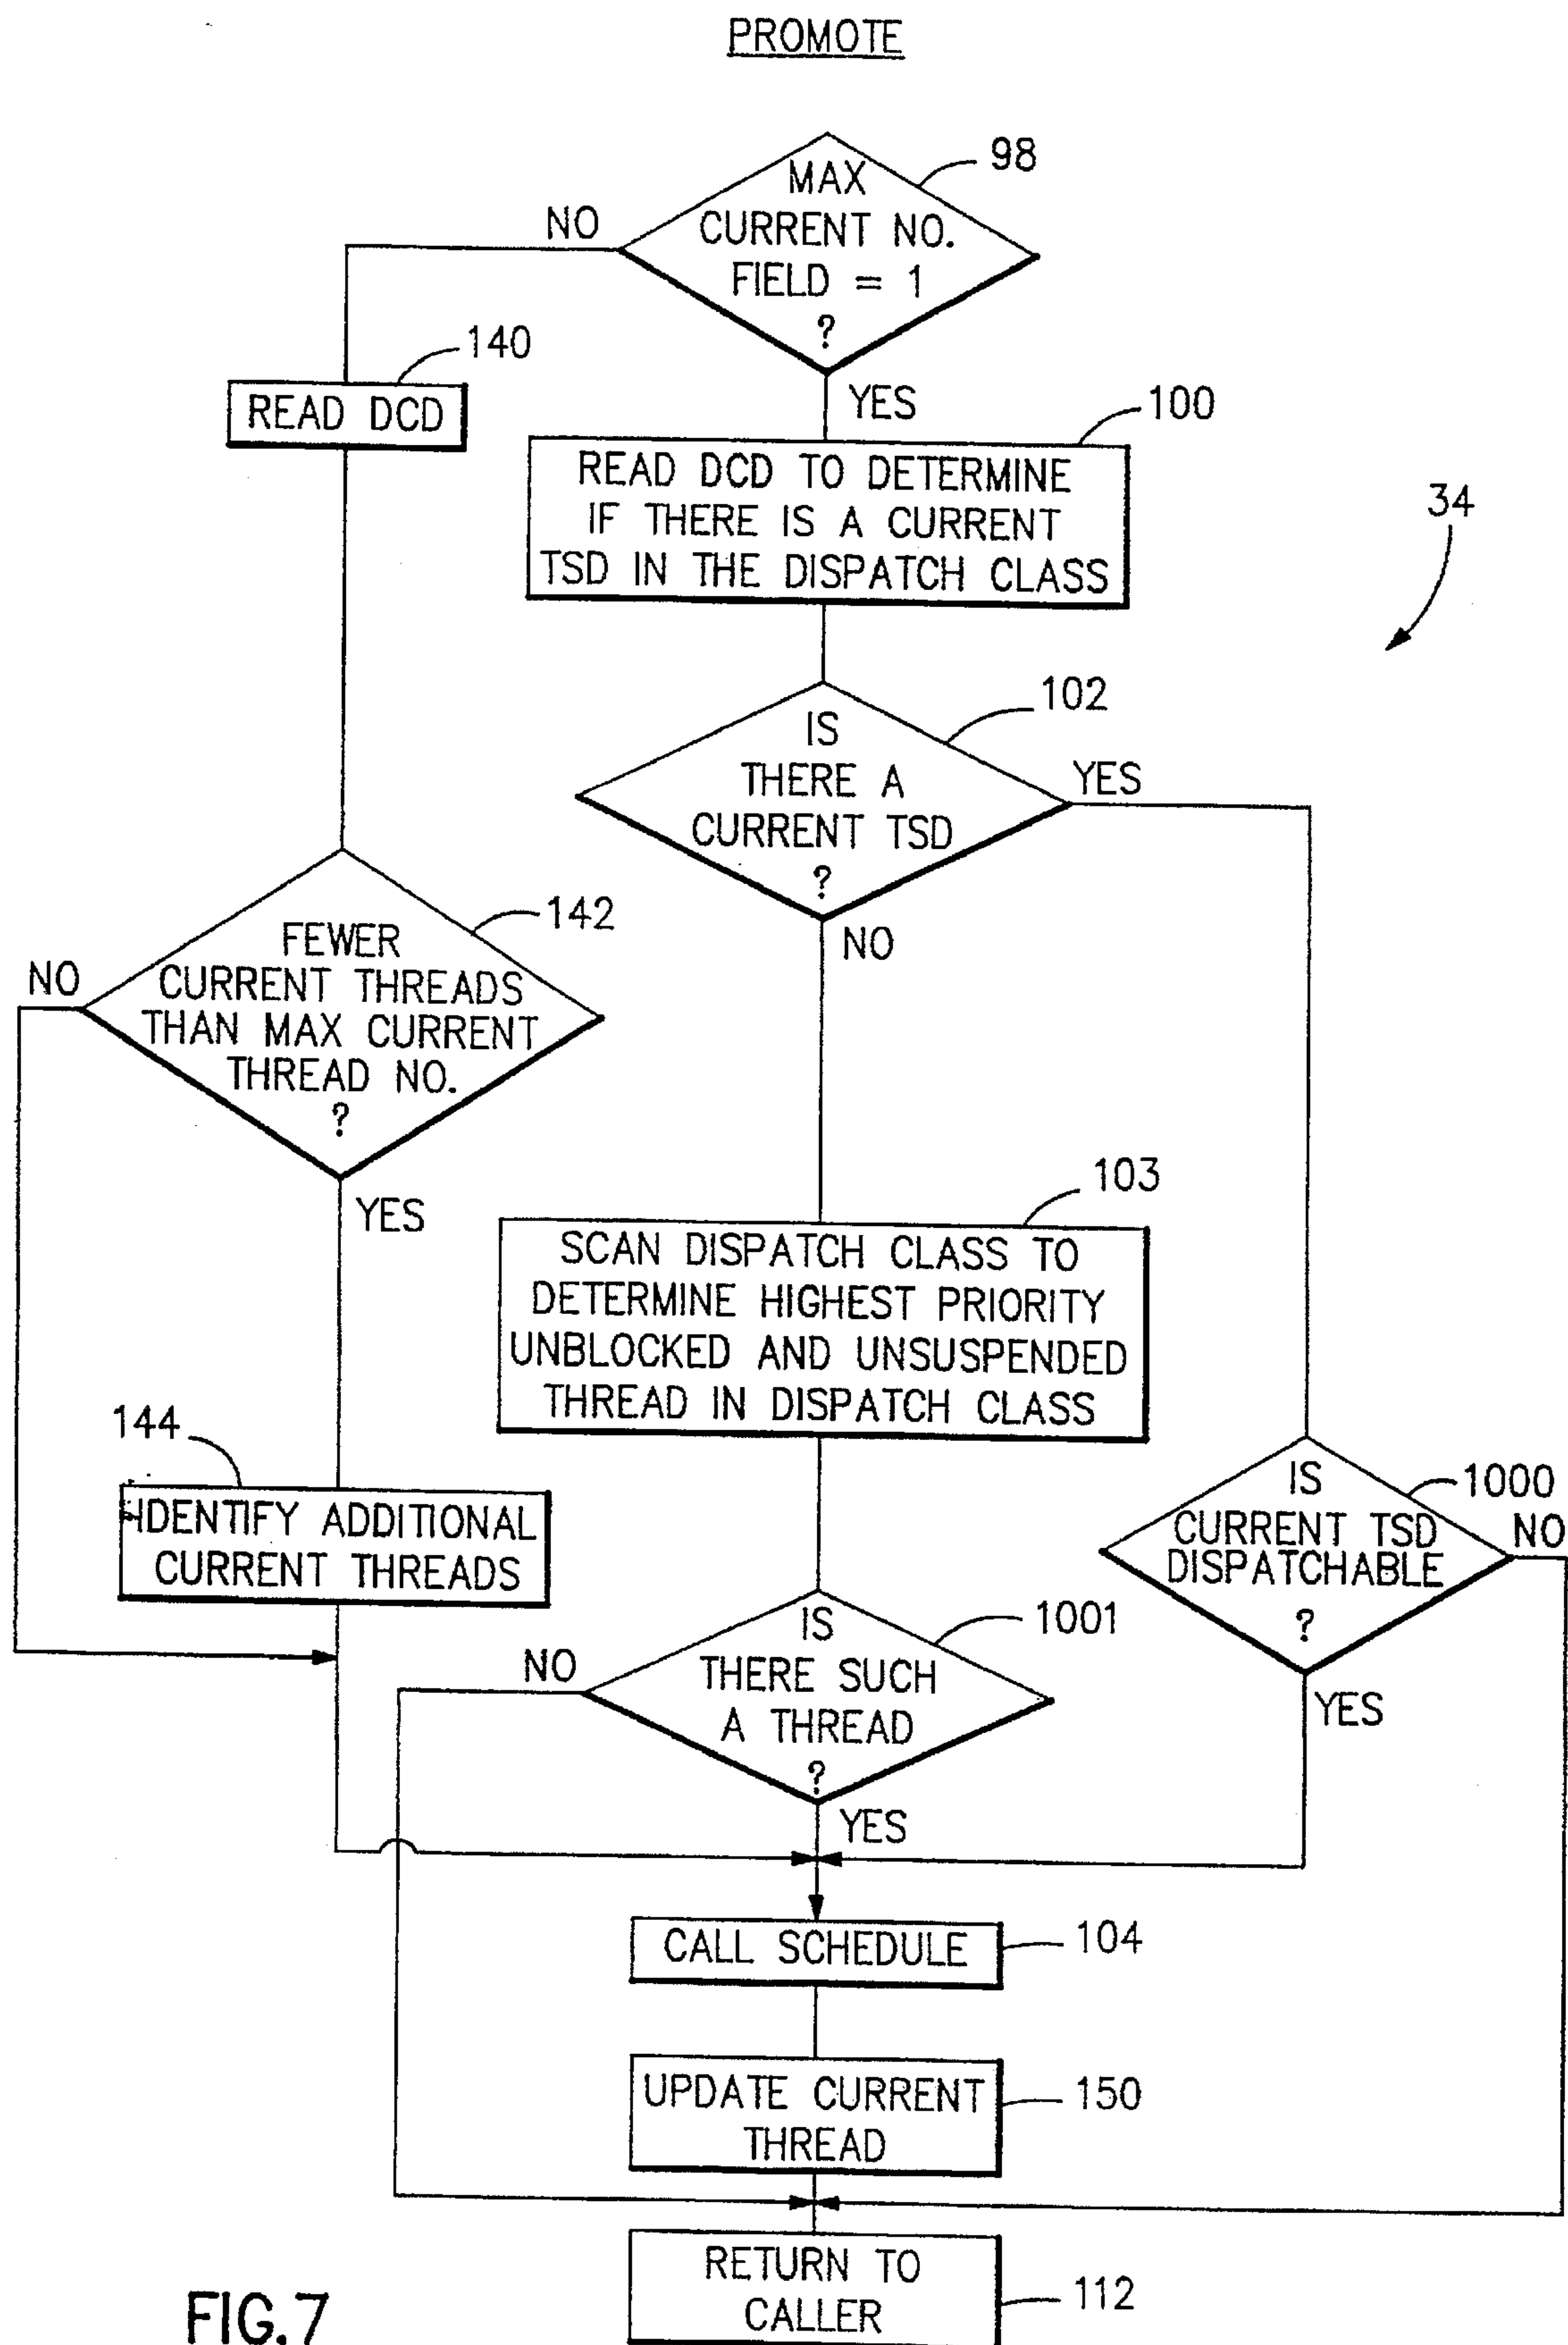 PROMOTE
98
MAX
CURRENT NO.
FIELD = 1
?
NO
YES
140
READ DCD
100
READ DCD TO DETERMINE
IF THERE IS A CURRENT
TSD IN THE DISPATCH CLASS
34
102
IS
THERE A
CURRENT TSD
?
YES
NO
142
FEWER
CURRENT THREADS
THAN MAX CURRENT
THREAD NO.
?
NO
YES
103
SCAN DISPATCH CLASS TO
DETERMINE HIGHEST PRIORITY
UNBLOCKED AND UNSUSPENDED
THREAD IN DISPATCH CLASS
144
IDENTIFY ADDITIONAL
CURRENT THREADS
1000
IS
CURRENT TSD
DISPATCHABLE
?
NO
YES
1001
IS
THERE SUCH
A THREAD
?
NO
YES
CALL SCHEDULE
104
UPDATE CURRENT
THREAD
150
RETURN TO
CALLER
112
FIG.7